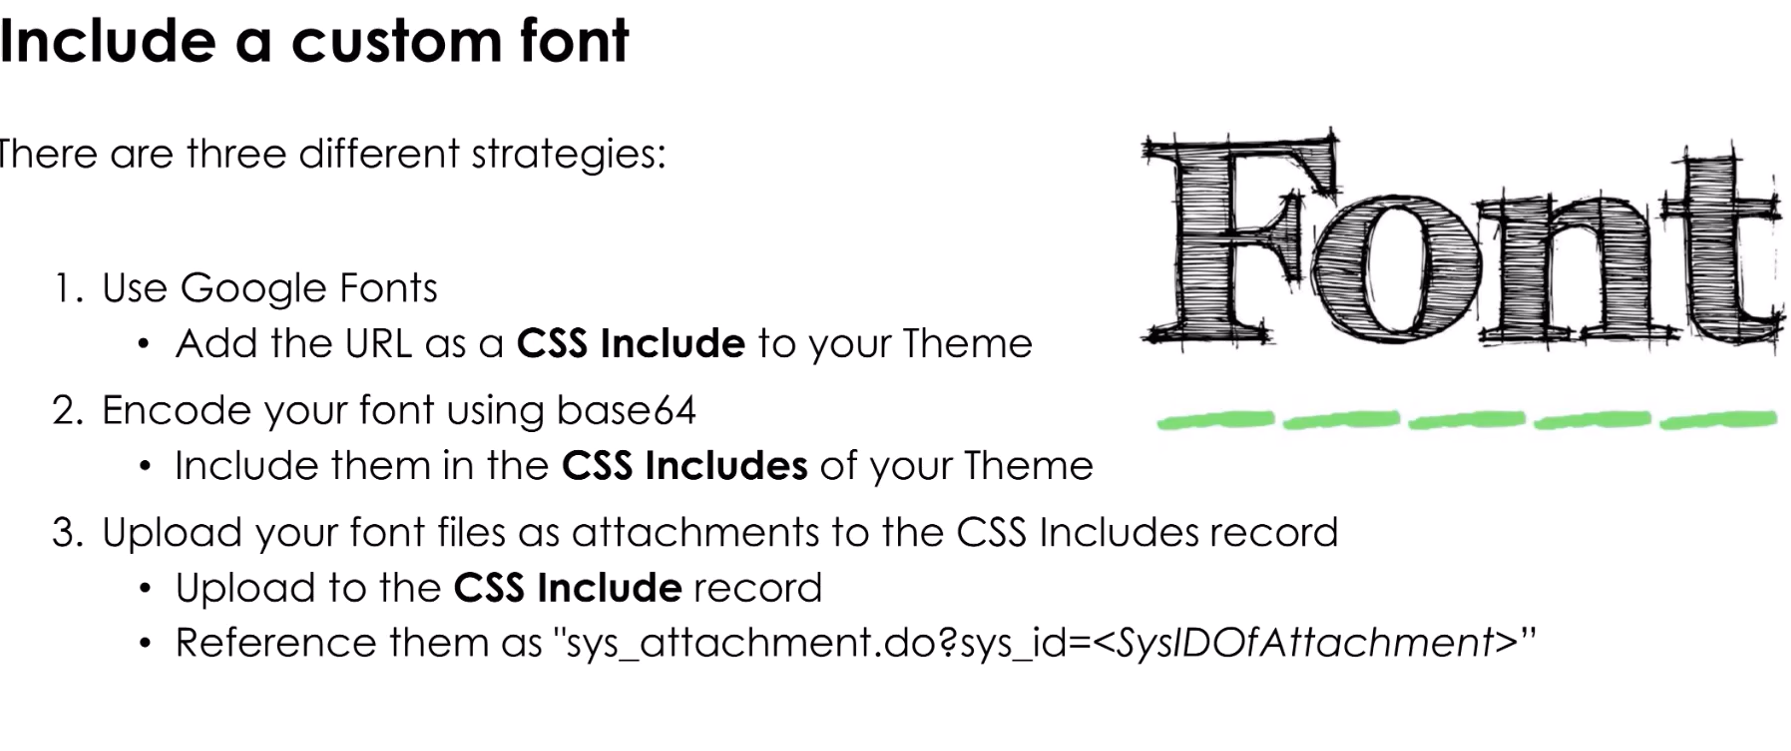 Include a custom font
There are three different strategies:
Font
1. Use Google Fonts
• Add the URL as a CSS Include to your Theme
2. Encode your font using base64
• Include them in the CSS Includes of your Theme
3. Upload your font files as attachments to the CSS Includes record
• Upload to the CSS Include record
• Reference them as "sys_attachment.do?sys_id=<SysIDOfAttachment>”